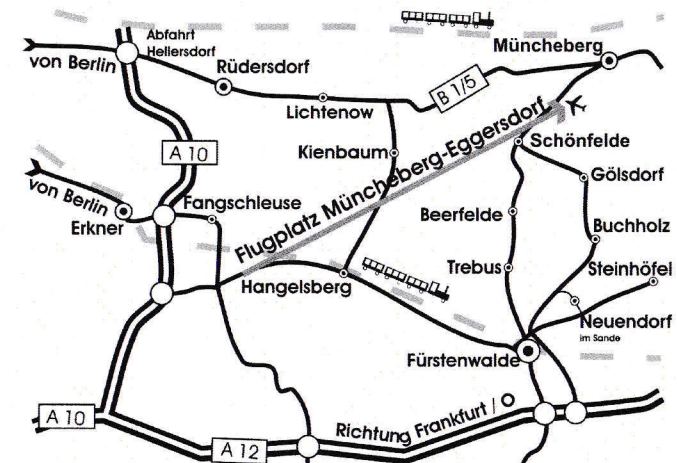 Abfahrt
Hellersdorf
von Berlin
Rüdersdorf
Müncheberg
B 1/5
Lichtenow
A 10
Kienbaum
Schönfelde
Flugplatz Müncheberg-Eggersdorf
Gölsdorf
von Berlin
Fangschleuse
Erkner
Beerfelde
Buchholz
Trebus
Steinhöfel
Hangelsberg
Neuendorf
im Sande
Fürstenwalde
A 10
Richtung Frankfurt / O
A 12